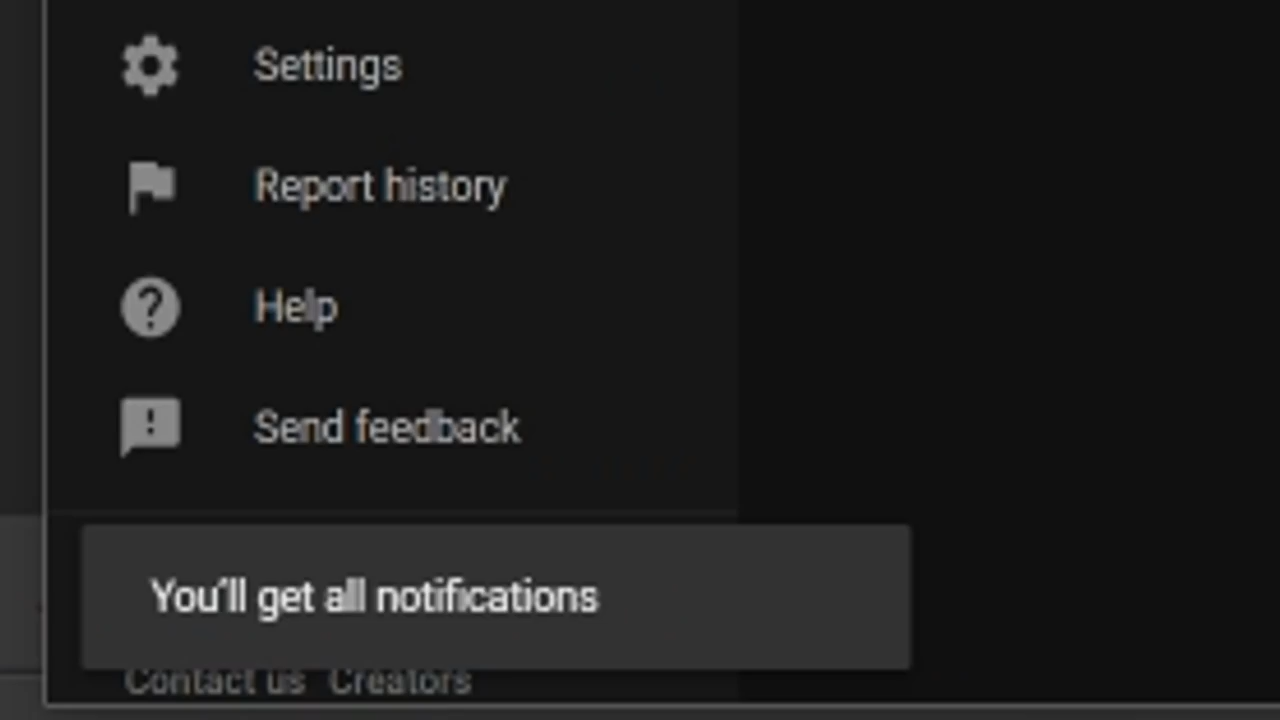 Settings
Report history
Help
Send feedback
You'll get all notifications
Contact us Creators